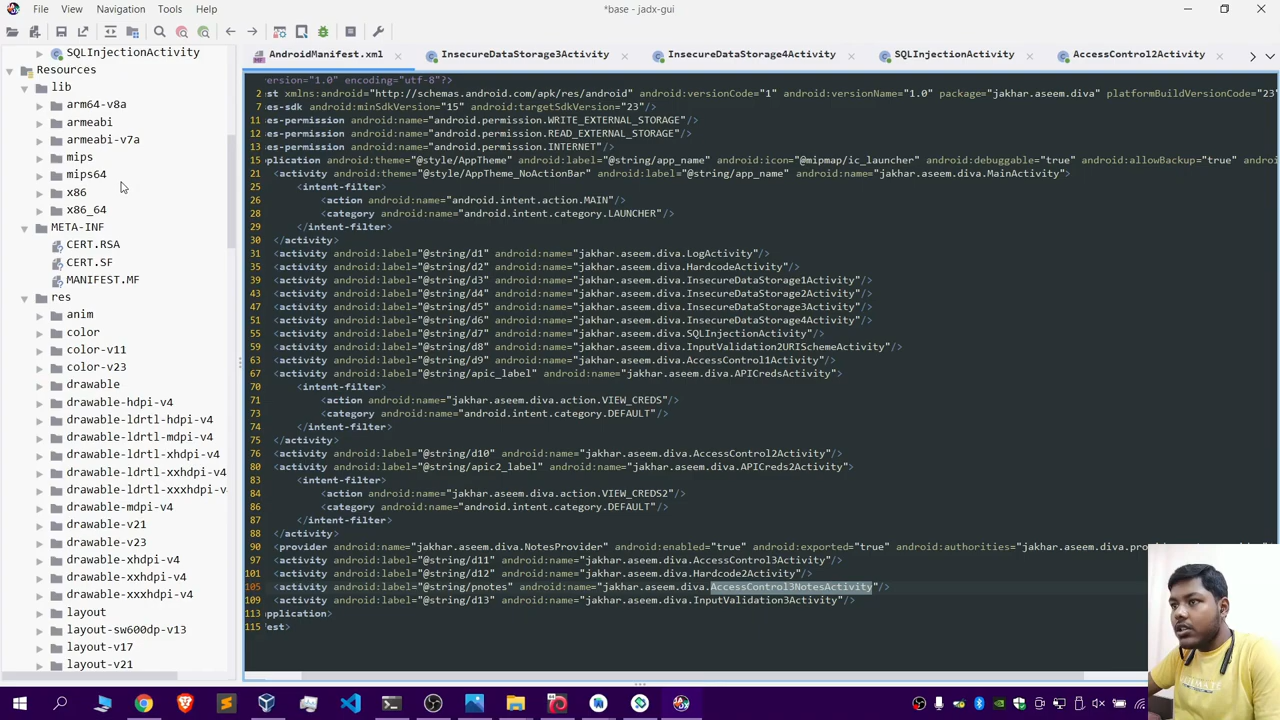 File View Navigation Tools Help
*base - jadx-gui
SQLInjectionActivity
Resources
lib
arm64-v8a
armeabi
armeabi-v7a
mips
mips64
x86
x86_64
META-INF
CERT.RSA
CERT.SF
MANIFEST.MF
res
anim
color
color-v11
color-v23
drawable
drawable-hdpi-v4
drawable-ldrtl-hdpi-v4
drawable-ldrtl-mdpi-v4
drawable-ldrtl-xhdpi-v4
drawable-ldrtl-xxhdpi-v4
drawable-ldrtl-xxxhdpi-v4
drawable-mdpi-v4
drawable-v21
drawable-v23
drawable-xhdpi-v4
drawable-xxhdpi-v4
drawable-xxxhdpi-v4
layout
layout-sw600dp-v13
layout-v17
layout-v21
AndroidManifest.xml InsecureDataStorage3Activity InsecureDataStorage4Activity SQLInjectionActivity AccessControl2Activity
version="1.0" encoding="utf-8"?>
2 est xmlns:android="http://schemas.android.com/apk/res/android" android:versionCode="1" android:versionName="1.0" package="jakhar.aseem.diva" platformBuildVersionCode="23"
7 es-sdk android:minSdkVersion="15" android:targetSdkVersion="23"/>
11 es-permission android:name="android.permission.WRITE_EXTERNAL_STORAGE"/>
12 es-permission android:name="android.permission.READ_EXTERNAL_STORAGE"/>
13 es-permission android:name="android.permission.INTERNET"/>
15 plication android:theme="@style/AppTheme" android:label="@string/app_name" android:icon="@mipmap/ic_launcher" android:debuggable="true" android:allowBackup="true"
21 <activity android:theme="@style/AppTheme_NoActionBar" android:label="@string/app_name" android:name="jakhar.aseem.diva.MainActivity">
25 <intent-filter>
26 <action android:name="android.intent.action.MAIN"/>
28 <category android:name="android.intent.category.LAUNCHER"/>
29 </intent-filter>
30 </activity>
31 <activity android:label="@string/d1" android:name="jakhar.aseem.diva.LogActivity"/>
35 <activity android:label="@string/d2" android:name="jakhar.aseem.diva.HardcodeActivity"/>
39 <activity android:label="@string/d3" android:name="jakhar.aseem.diva.InsecureDataStorage1Activity"/>
43 <activity android:label="@string/d4" android:name="jakhar.aseem.diva.InsecureDataStorage2Activity"/>
47 <activity android:label="@string/d5" android:name="jakhar.aseem.diva.InsecureDataStorage3Activity"/>
51 <activity android:label="@string/d6" android:name="jakhar.aseem.diva.InsecureDataStorage4Activity"/>
55 <activity android:label="@string/d7" android:name="jakhar.aseem.diva.SQLInjectionActivity"/>
59 <activity android:label="@string/d8" android:name="jakhar.aseem.diva.InputValidation2URISchemeActivity"/>
63 <activity android:label="@string/d9" android:name="jakhar.aseem.diva.AccessControl1Activity"/>
67 <activity android:label="@string/apic_label" android:name="jakhar.aseem.diva.APICredsActivity">
70 <intent-filter>
71 <action android:name="jakhar.aseem.diva.action.VIEW_CREDS"/>
73 <category android:name="android.intent.category.DEFAULT"/>
74 </intent-filter>
75 </activity>
76 <activity android:label="@string/d10" android:name="jakhar.aseem.diva.AccessControl2Activity"/>
80 <activity android:label="@string/apic2_label" android:name="jakhar.aseem.diva.APICreds2Activity">
83 <intent-filter>
84 <action android:name="jakhar.aseem.diva.action.VIEW_CREDS2"/>
86 <category android:name="android.intent.category.DEFAULT"/>
87 </intent-filter>
88 </activity>
90 <provider android:name="jakhar.aseem.diva.NotesProvider" android:enabled="true" android:exported="true" android:authorities="jakhar.aseem.diva.
97 <activity android:label="@string/d11" android:name="jakhar.aseem.diva.AccessControl3Activity"/>
101 <activity android:label="@string/d12" android:name="jakhar.aseem.diva.Hardcode2Activity"/>
105 <activity android:label="@string/pnotes" android:name="jakhar.aseem.diva.AccessControl3NotesActivity"/>
109 <activity android:label="@string/d13" android:name="jakhar.aseem.diva.InputValidation3Activity"/>
113 pplication>
115 fest>